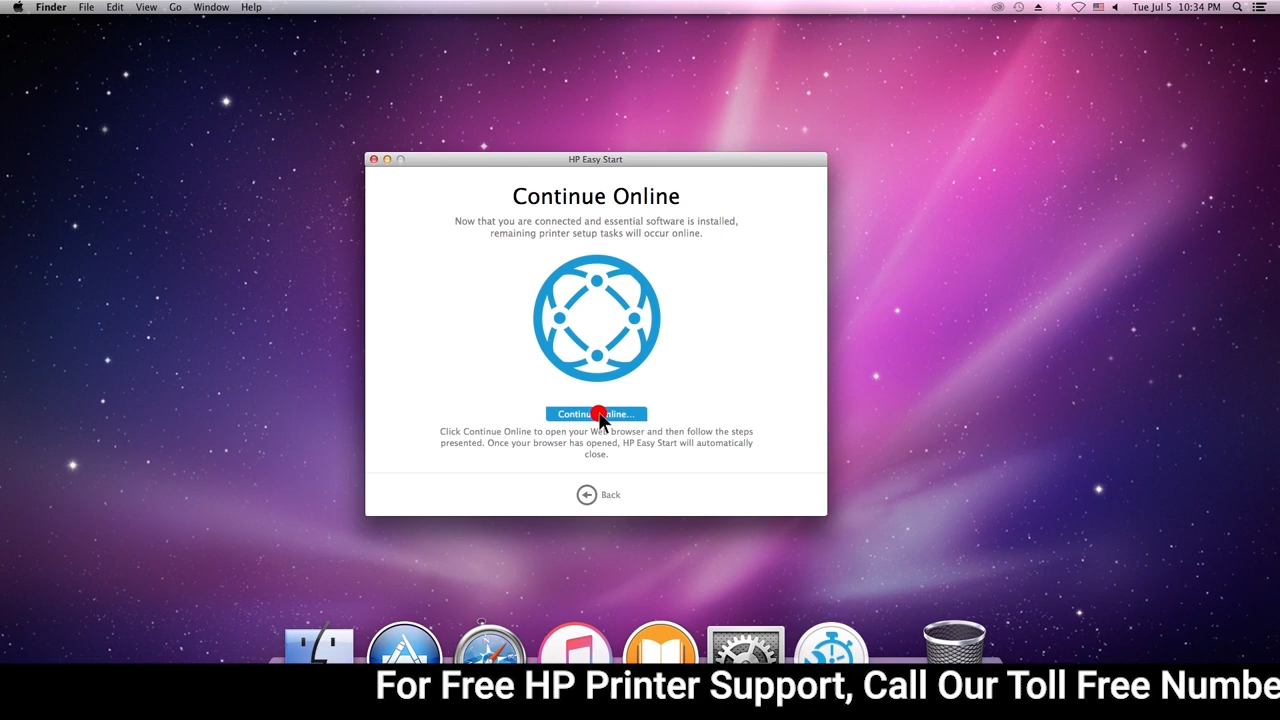 Finder File Edit View Go Window Help Tue Jul 5 10:34 PM
HP Easy Start
Continue Online
Now that you are connected and essential software is installed,
remaining printer setup tasks will occur online.
Continue Online...
Click Continue Online to open your Web browser and then follow the steps
presented. Once your browser has opened, HP Easy Start will automatically
close.
Back
For Free HP Printer Support, Call Our Toll Free Numbe